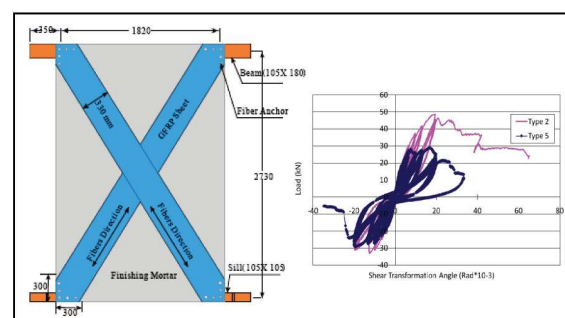 350
1820
Beam(105X 180)
330 mm
GFRP Sheet
Fiber Anchor
2730
Fibers Direction
Fibers Direction
Finishing Mortar
Sill(105X 105)
300
300
60
50
40
30
20
10
0
-10
-20
-30
-40
-40
-20
0
20
40
60
80
Load (kN)
Type 2
Type 5
Shear Transformation Angle (Rad*10-3)